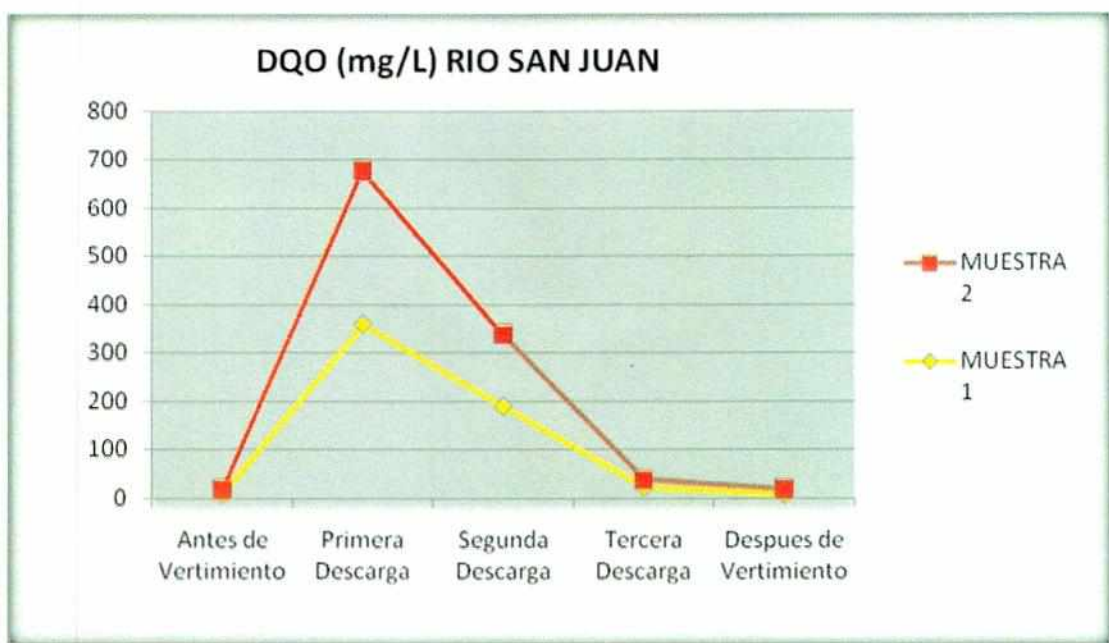 DQO (mg/L) RIO SAN JUAN
800
700
600
500
400
300
200
100
0
Antes de
Vertimiento
Primera
Descarga
Segunda
Descarga
Tercera
Descarga
Despues de
Vertimiento
MUESTRA
2
MUESTRA
1